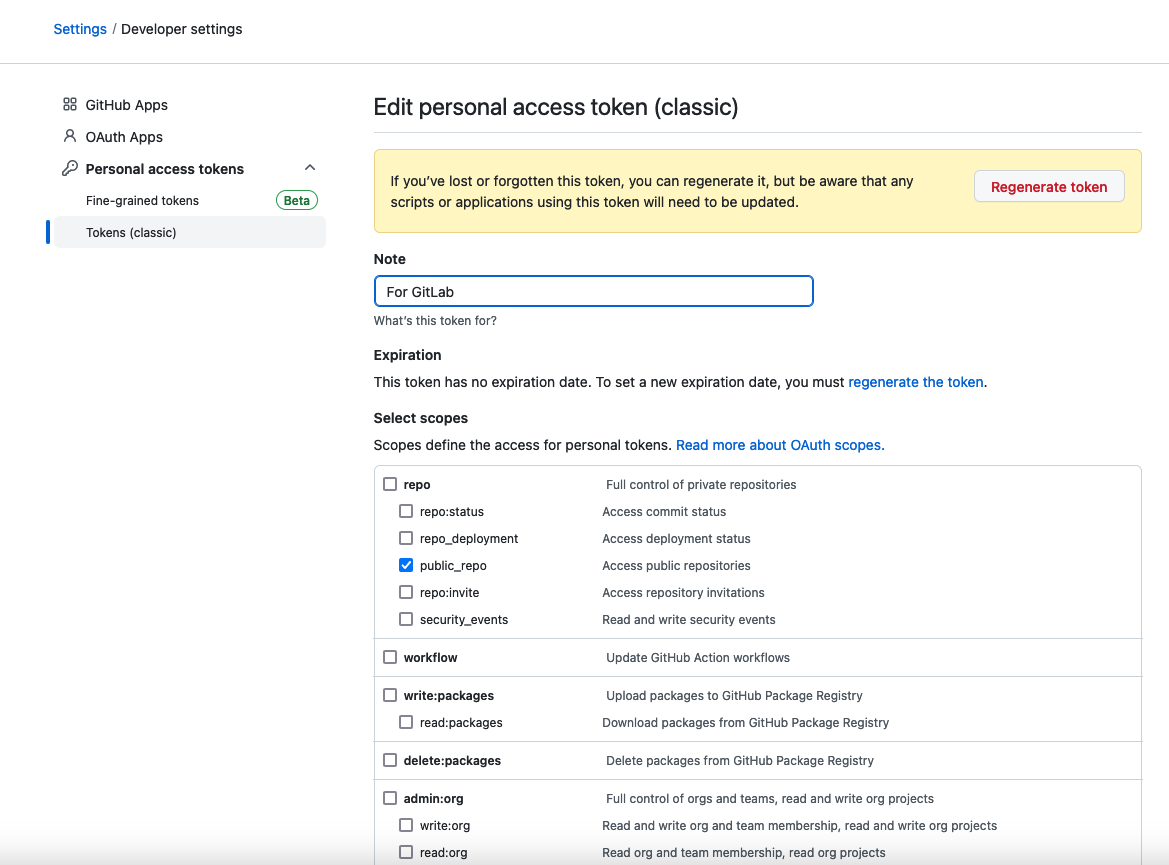 Settings / Developer settings
GitHub Apps
OAuth Apps
Personal access tokens
Fine-grained tokens Beta
Tokens (classic)
Edit personal access token (classic)
If you’ve lost or forgotten this token, you can regenerate it, but be aware that any
scripts or applications using this token will need to be updated.
Regenerate token
Note
For GitLab
What’s this token for?
Expiration
This token has no expiration date. To set a new expiration date, you must regenerate the token.
Select scopes
Scopes define the access for personal tokens. Read more about OAuth scopes.
repo Full control of private repositories
repo:status Access commit status
repo_deployment Access deployment status
public_repo Access public repositories
repo:invite Access repository invitations
security_events Read and write security events
workflow Update GitHub Action workflows
write:packages Upload packages to GitHub Package Registry
read:packages Download packages from GitHub Package Registry
delete:packages Delete packages from GitHub Package Registry
admin:org Full control of orgs and teams, read and write org projects
write:org Read and write org and team membership, read and write org projects
read:org Read org and team membership, read org projects